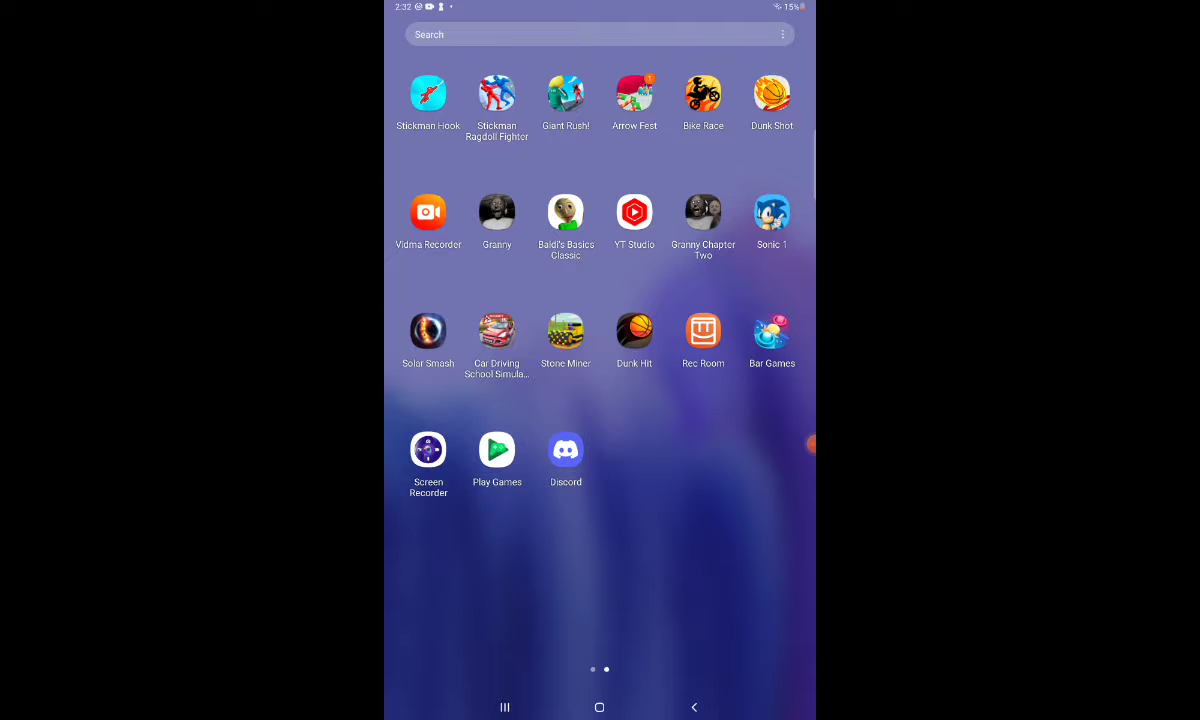 2:32
15%
Search
Stickman Hook
Stickman
Ragdoll Fighter
Giant Rush!
Arrow Fest
1
Bike Race
Dunk Shot
Vidma Recorder
Granny
Baldi's Basics
Classic
YT Studio
Granny Chapter
Two
Sonic 1
Solar Smash
Car Driving
School Simula...
Stone Miner
Dunk Hit
Rec Room
Bar Games
Screen
Recorder
Play Games
Discord